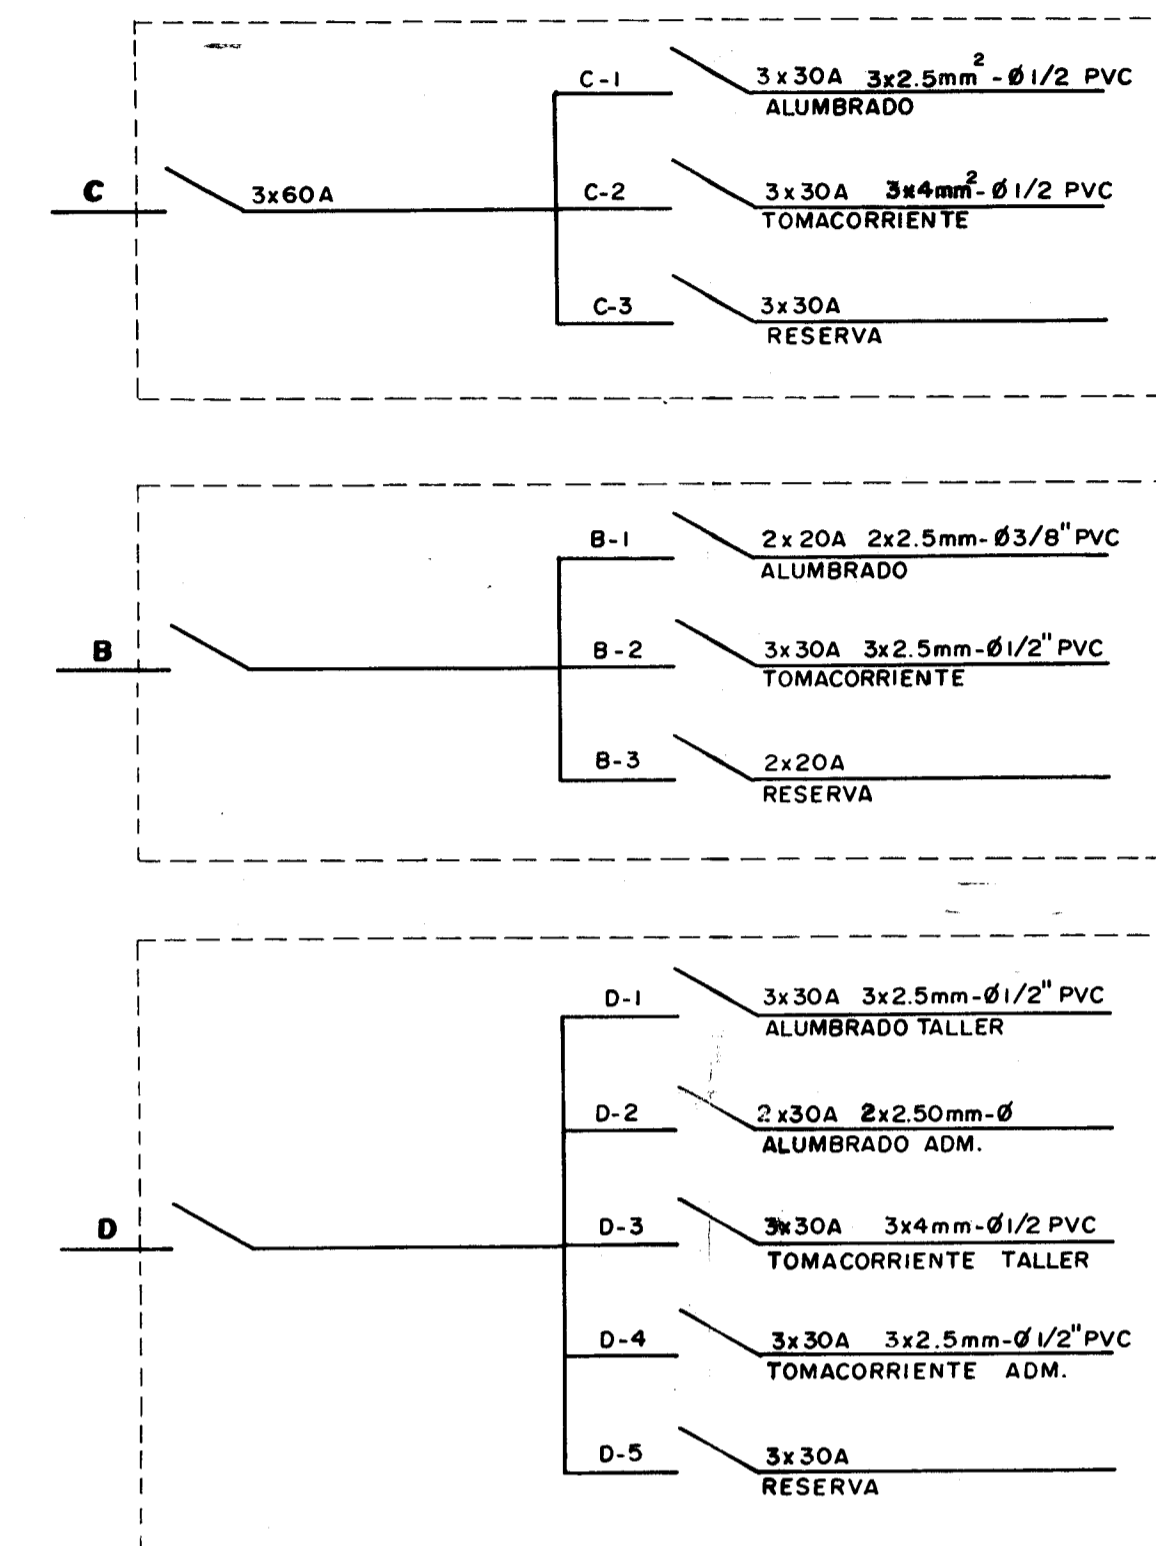 C
3x60A
C-1
3x30A 3x2.5mm² - Ø1/2 PVC
ALUMBRADO
C-2
3x30A 3x4mm² - Ø1/2 PVC
TOMACORRIENTE
C-3
3x30A
RESERVA
B
B-1
2x20A 2x2.5mm-Ø3/8" PVC
ALUMBRADO
B-2
3x30A 3x2.5mm-Ø1/2" PVC
TOMACORRIENTE
B-3
2x20A
RESERVA
D
D-1
3x30A 3x2.5mm-Ø1/2" PVC
ALUMBRADO TALLER
D-2
2x30A 2x2.50mm-Ø
ALUMBRADO ADM.
D-3
3x30A 3x4mm-Ø1/2 PVC
TOMACORRIENTE TALLER
D-4
3x30A 3x2.5mm-Ø1/2" PVC
TOMACORRIENTE ADM.
D-5
3x30A
RESERVA